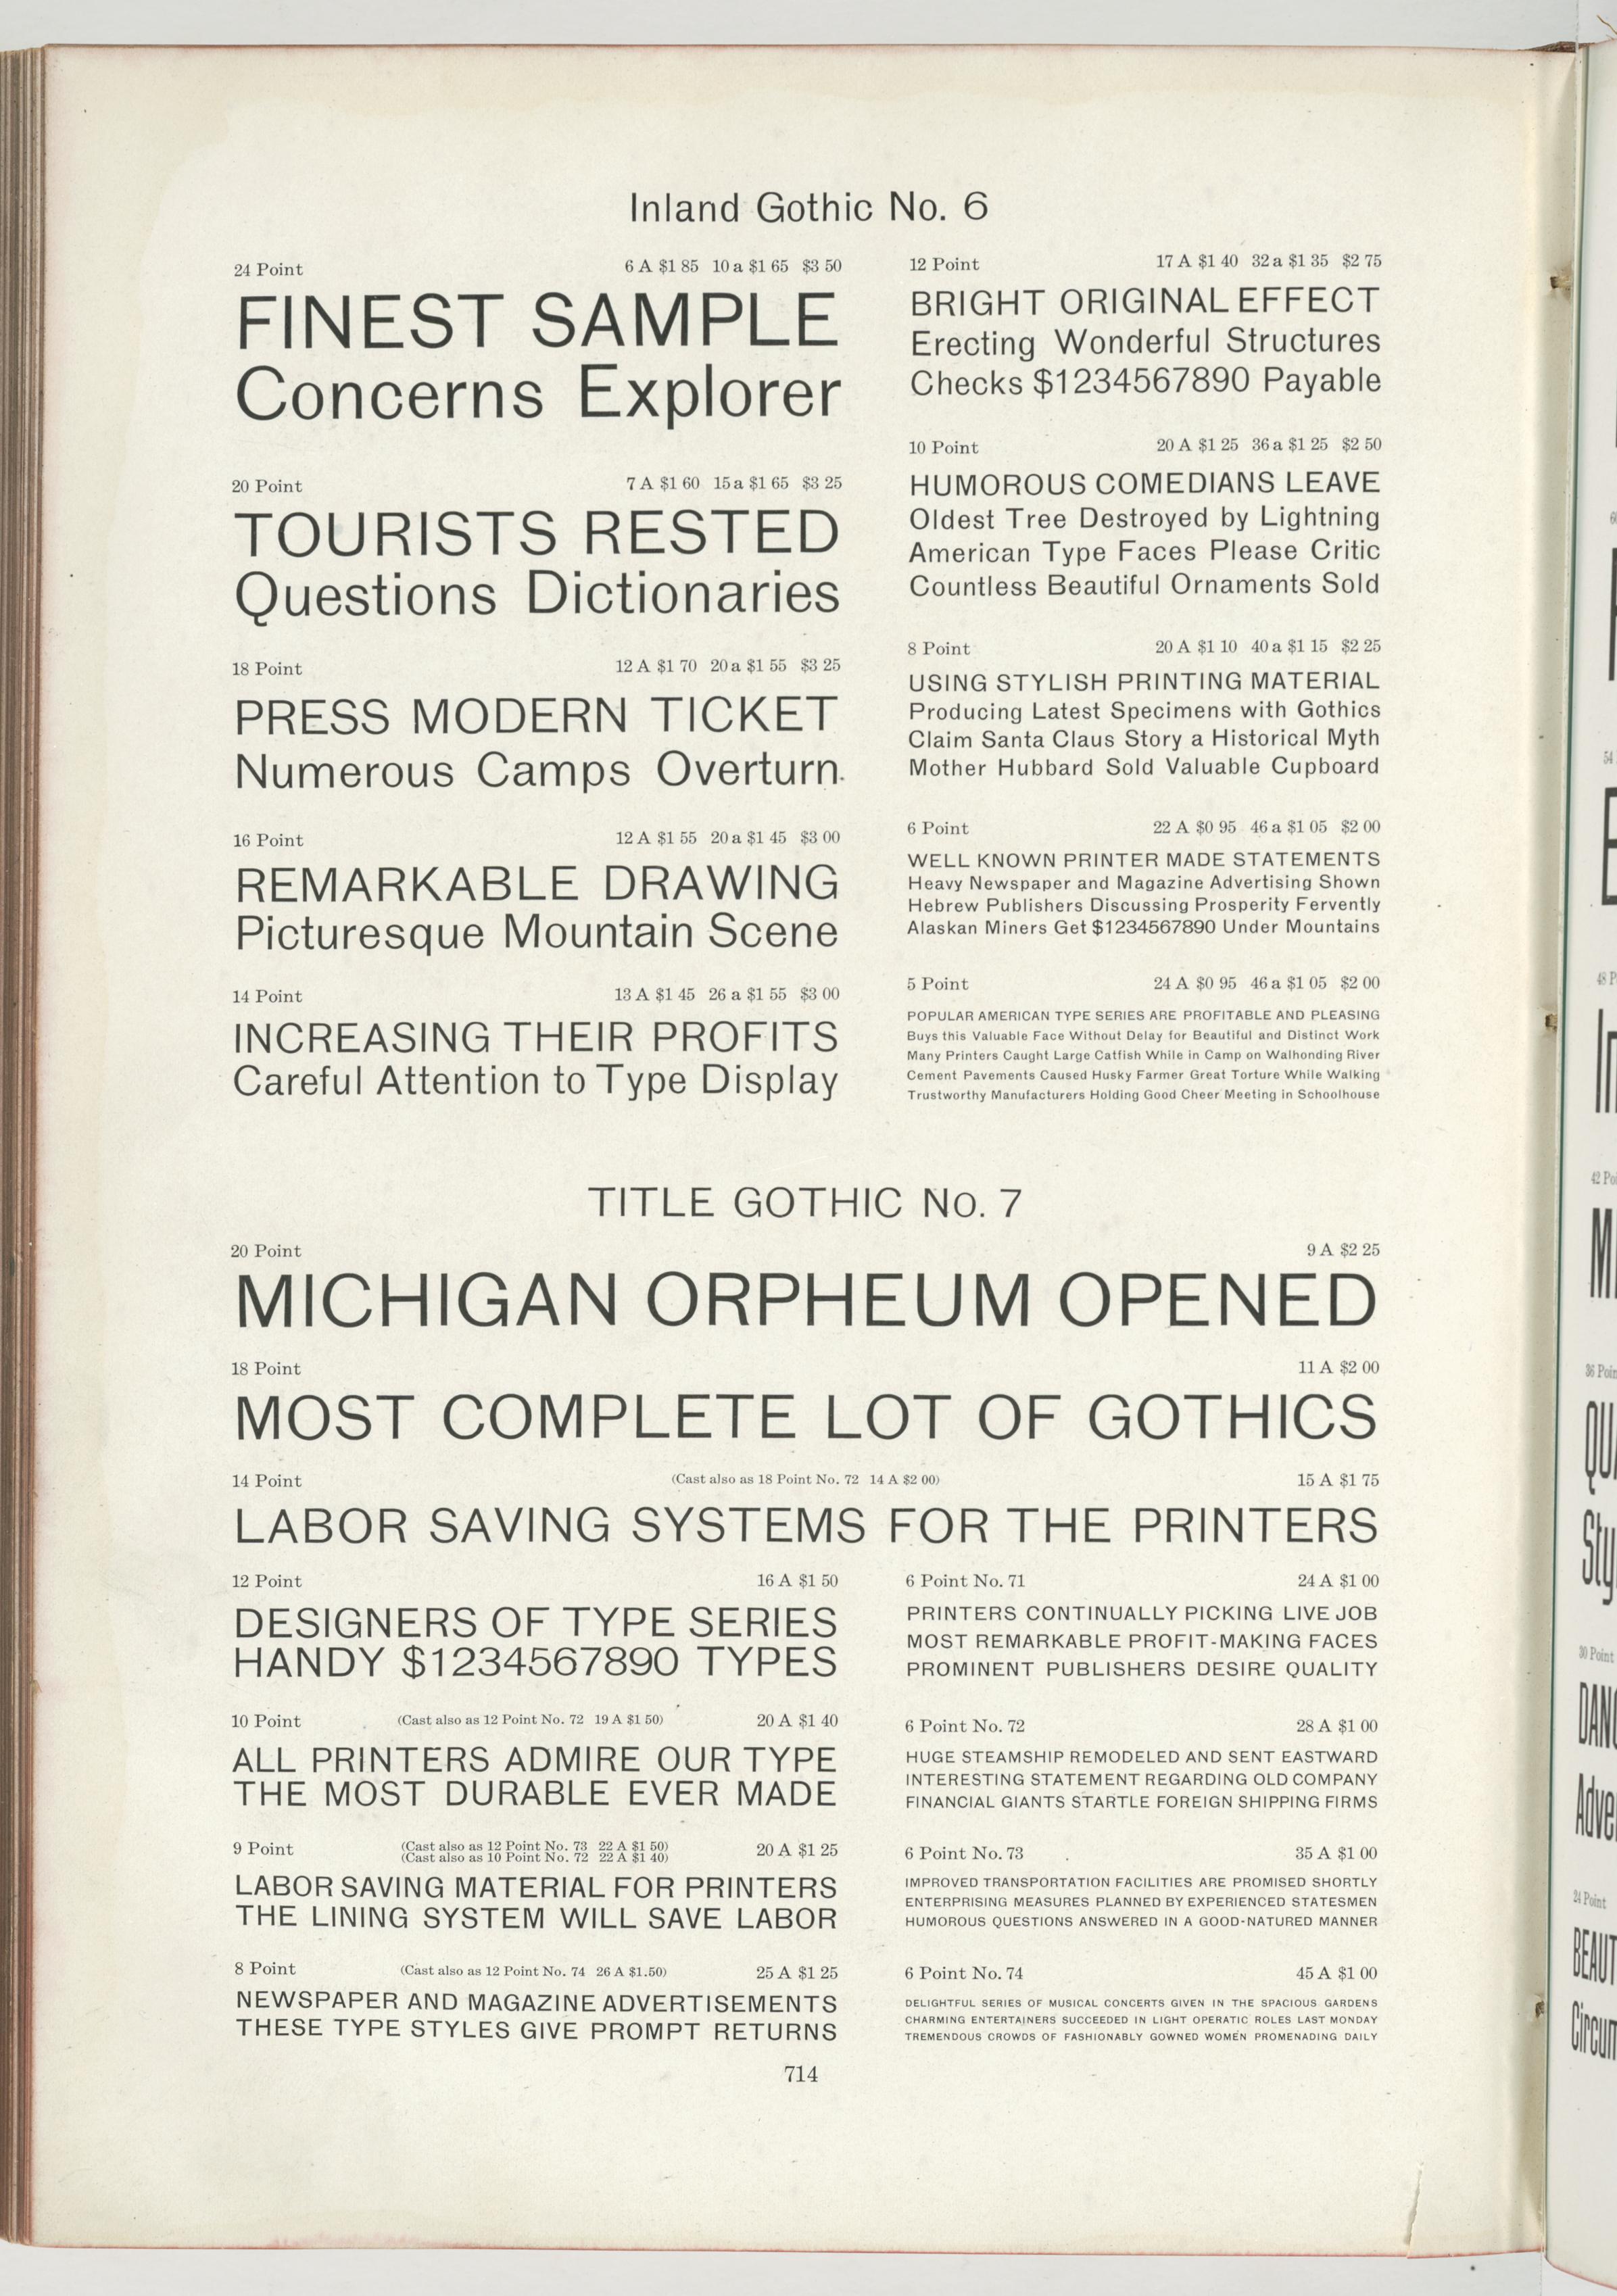 Inland Gothic No. 6
24 Point 6 A $1 85 10 a $1 65 $3 50
FINEST SAMPLE
Concerns Explorer
20 Point 7 A $1 60 15 a $1 65 $3 25
TOURISTS RESTED
Questions Dictionaries
18 Point 12 A $1 70 20 a $1 55 $3 25
PRESS MODERN TICKET
Numerous Camps Overturn
16 Point 12 A $1 55 20 a $1 45 $3 00
REMARKABLE DRAWING
Picturesque Mountain Scene
14 Point 13 A $1 45 26 a $1 55 $3 00
INCREASING THEIR PROFITS
Careful Attention to Type Display
12 Point 17 A $1 40 32 a $1 35 $2 75
BRIGHT ORIGINAL EFFECT
Erecting Wonderful Structures
Checks $1234567890 Payable
10 Point 20 A $1 25 36 a $1 25 $2 50
HUMOROUS COMEDIANS LEAVE
Oldest Tree Destroyed by Lightning
American Type Faces Please Critic
Countless Beautiful Ornaments Sold
8 Point 20 A $1 10 40 a $1 15 $2 25
USING STYLISH PRINTING MATERIAL
Producing Latest Specimens with Gothics
Claim Santa Claus Story a Historical Myth
Mother Hubbard Sold Valuable Cupboard
6 Point 22 A $0 95 46 a $1 05 $2 00
WELL KNOWN PRINTER MADE STATEMENTS
Heavy Newspaper and Magazine Advertising Shown
Hebrew Publishers Discussing Prosperity Fervently
Alaskan Miners Get $1234567890 Under Mountains
5 Point 24 A $0 95 46 a $1 05 $2 00
POPULAR AMERICAN TYPE SERIES ARE PROFITABLE AND PLEASING
Buys this Valuable Face Without Delay for Beautiful and Distinct Work
Many Printers Caught Large Catfish While in Camp on Walhonding River
Cement Pavements Caused Husky Farmer Great Torture While Walking
Trustworthy Manufacturers Holding Good Cheer Meeting in Schoolhouse
TITLE GOTHIC No. 7
20 Point 9 A $2 25
MICHIGAN ORPHEUM OPENED
18 Point 11 A $2 00
MOST COMPLETE LOT OF GOTHICS
14 Point (Cast also as 18 Point No. 72 14 A $2 00) 15 A $1 75
LABOR SAVING SYSTEMS FOR THE PRINTERS
12 Point 16 A $1 50
DESIGNERS OF TYPE SERIES
HANDY $1234567890 TYPES
10 Point (Cast also as 12 Point No. 72 19 A $1 50) 20 A $1 40
ALL PRINTERS ADMIRE OUR TYPE
THE MOST DURABLE EVER MADE
9 Point (Cast also as 12 Point No. 73 22 A $1 50) 20 A $1 25
(Cast also as 10 Point No. 72 22 A $1 40)
LABOR SAVING MATERIAL FOR PRINTERS
THE LINING SYSTEM WILL SAVE LABOR
8 Point (Cast also as 12 Point No. 74 26 A $1.50) 25 A $1 25
NEWSPAPER AND MAGAZINE ADVERTISEMENTS
THESE TYPE STYLES GIVE PROMPT RETURNS
6 Point No. 71 24 A $1 00
PRINTERS CONTINUALLY PICKING LIVE JOB
MOST REMARKABLE PROFIT-MAKING FACES
PROMINENT PUBLISHERS DESIRE QUALITY
6 Point No. 72 28 A $1 00
HUGE STEAMSHIP REMODELED AND SENT EASTWARD
INTERESTING STATEMENT REGARDING OLD COMPANY
FINANCIAL GIANTS STARTLE FOREIGN SHIPPING FIRMS
6 Point No. 73 35 A $1 00
IMPROVED TRANSPORTATION FACILITIES ARE PROMISED SHORTLY
ENTERPRISING MEASURES PLANNED BY EXPERIENCED STATESMEN
HUMOROUS QUESTIONS ANSWERED IN A GOOD-NATURED MANNER
6 Point No. 74 45 A $1 00
DELIGHTFUL SERIES OF MUSICAL CONCERTS GIVEN IN THE SPACIOUS GARDENS
CHARMING ENTERTAINERS SUCCEEDED IN LIGHT OPERATIC ROLES LAST MONDAY
TREMENDOUS CROWDS OF FASHIONABLY GOWNED WOMEN PROMENADING DAILY
714
30 Point
24 Point